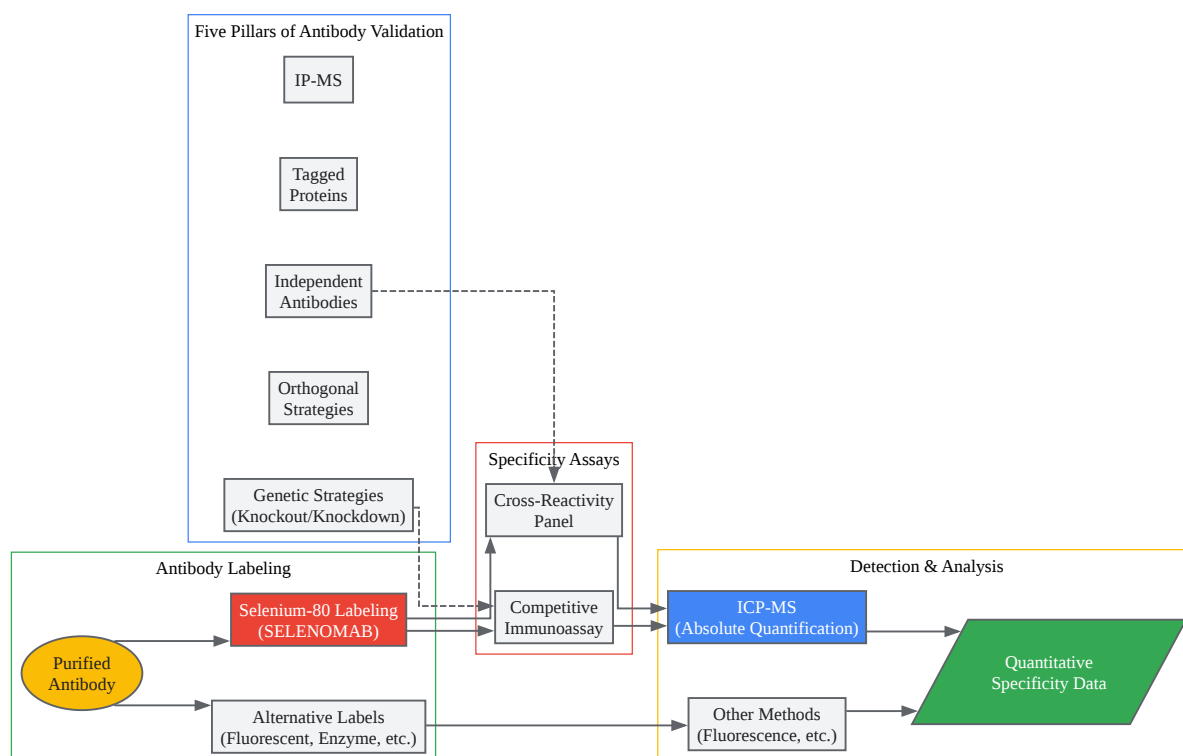 Five Pillars of Antibody Validation
IP-MS
Tagged
Proteins
Independent
Antibodies
Orthogonal
Strategies
Genetic Strategies
(Knockout/Knockdown)
Specificity Assays
Cross-Reactivity
Panel
Competitive
Immunoassay
Antibody Labeling
Purified
Antibody
Selenium-80 Labeling
(SELENOMAB)
Alternative Labels
(Fluorescent, Enzyme, etc.)
Detection & Analysis
ICP-MS
(Absolute Quantification)
Other Methods
(Fluorescence, etc.)
Quantitative
Specificity Data